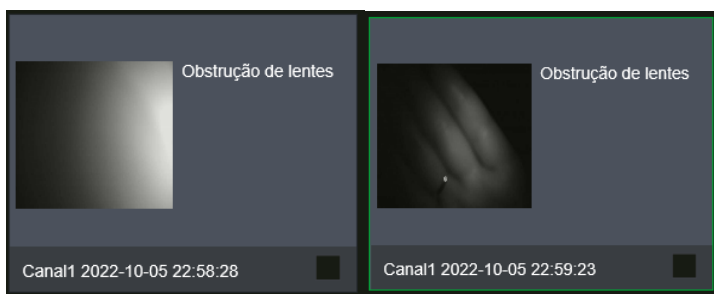 Obstrução de lentes
Canal1 2022-10-05 22:58:28
Obstrução de lentes
Canal1 2022-10-05 22:59:23